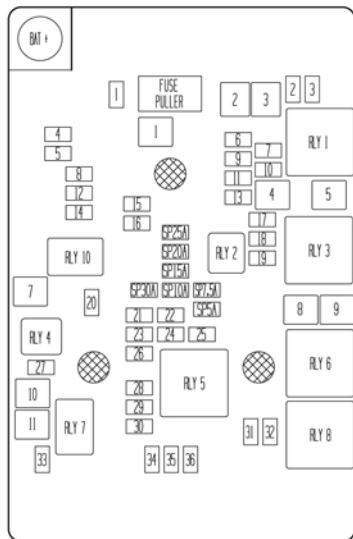 BAT +
FUSE
PULLER
1
2
3
2
3
1
RLY 1
4
5
6
7
9
10
8
11
12
13
4
5
14
15
16
17
18
19
SP25A
SP20A
SP15A
RLY 2
RLY 3
RLY 10
7
20
SP30A
SP10A
SP7,5A
SP5A
8
9
21
22
23
24
25
RLY 4
26
27
RLY 5
RLY 6
10
28
11
29
30
RLY 7
RLY 8
31
32
33
34
35
36